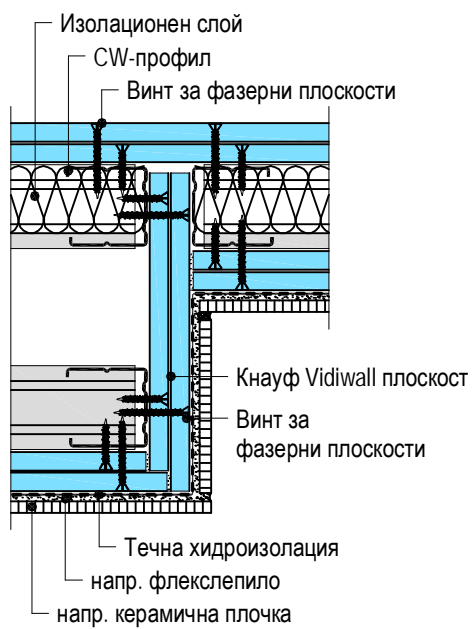 Изолационен слой
CW-профил
Винт за фазерни плоскости
Кнауф Vidiwall плоскост
Винт за
фазерни плоскости
Течна хидроизолация
напр. флекслепило
напр. керамична плочка